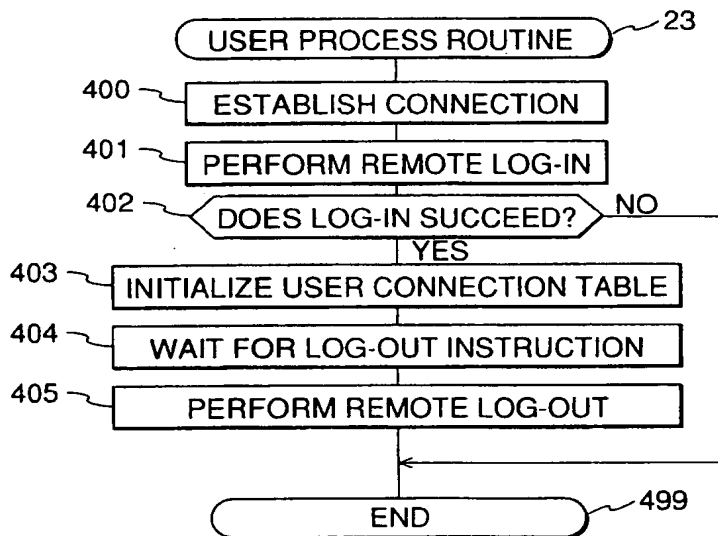 USER PROCESS ROUTINE
23
400
ESTABLISH CONNECTION
401
PERFORM REMOTE LOG-IN
402
DOES LOG-IN SUCCEED?
NO
YES
403
INITIALIZE USER CONNECTION TABLE
404
WAIT FOR LOG-OUT INSTRUCTION
405
PERFORM REMOTE LOG-OUT
END
499